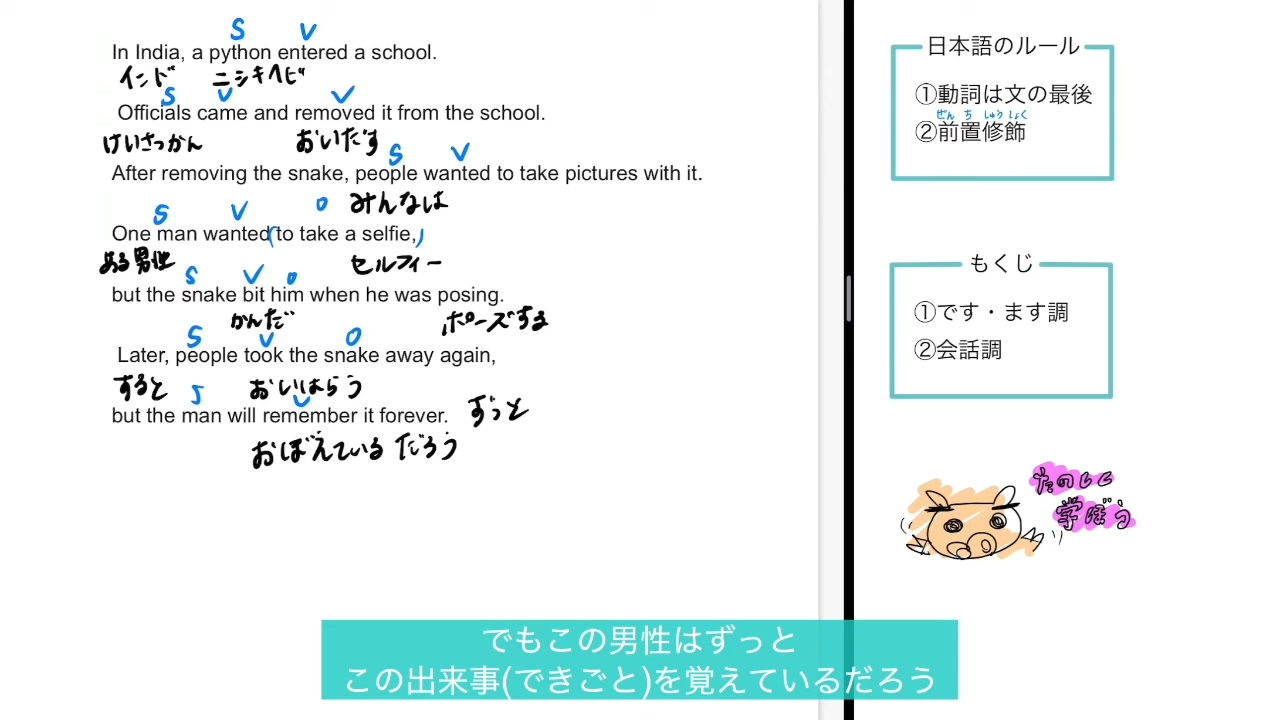 S V
In India, a python entered a school.
インド ニシキヘビ
S V V
Officials came and removed it from the school.
けいさつかん おいだす
S V
After removing the snake, people wanted to take pictures with it.
みんなは
S V O
One man wanted (to take a selfie,)
ある男性 セルフィー
S V O
but the snake bit him when he was posing.
かんだ ポーズする
S V O
Later, people took the snake away again,
すると おいはらう
S V
but the man will remember it forever. ずっと
おぼえているだろう
日本語のルール
①動詞は文の最後
ぜん ち しゅうしょく
②前置修飾
もくじ
①です・ます調
②会話調
たのしく
学ぼう
でもこの男性はずっと
この出来事(できごと)を覚えているだろう